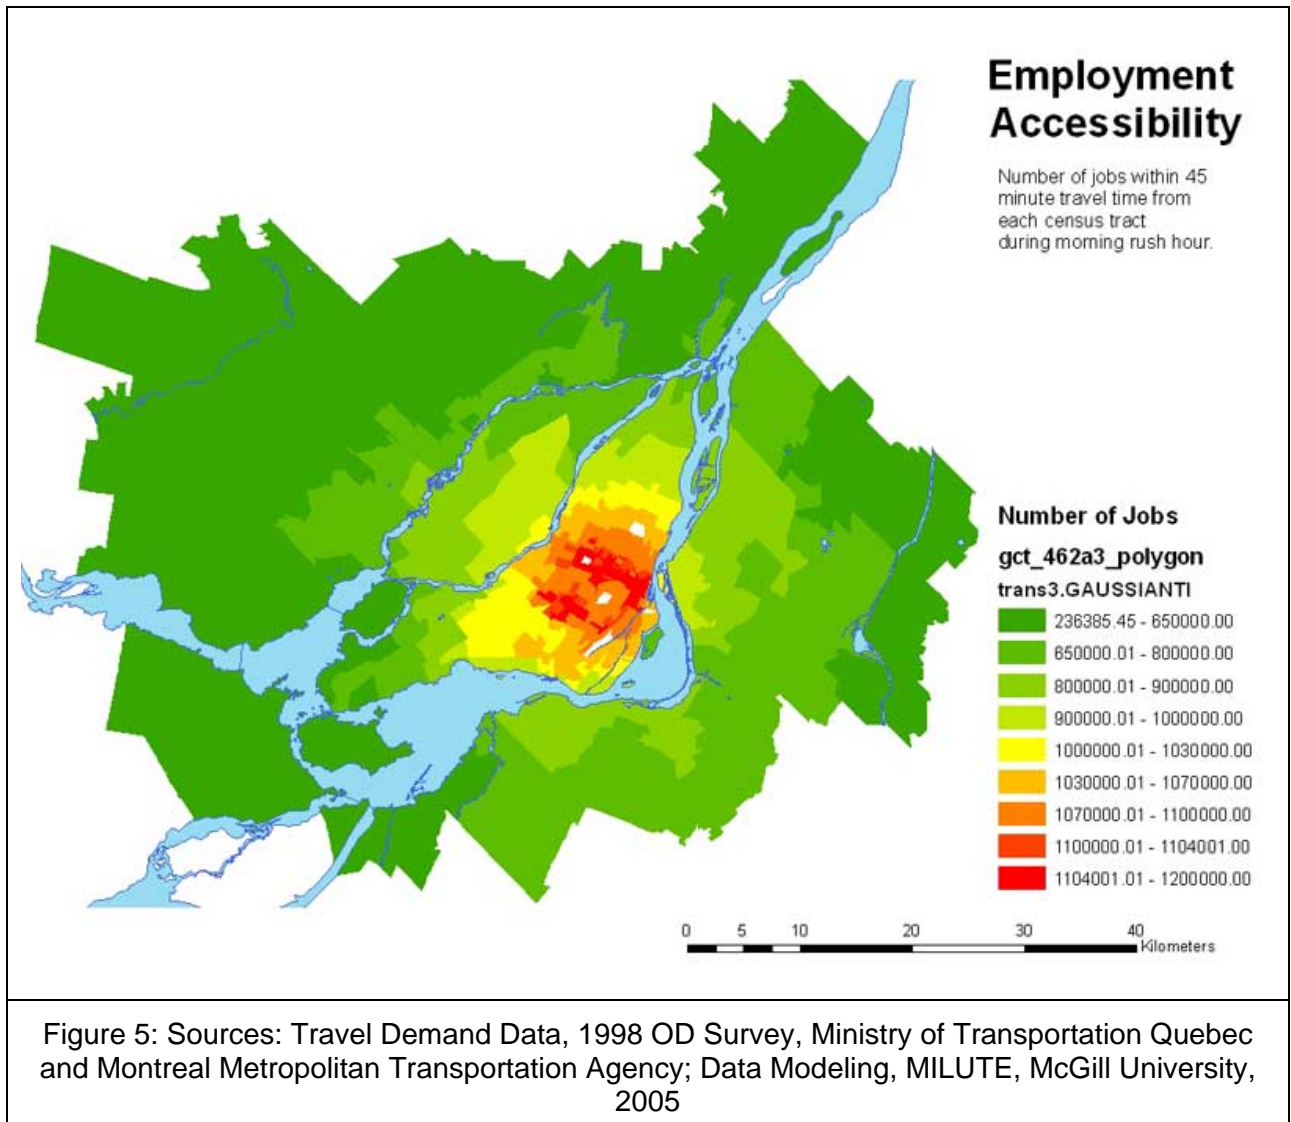 Employment
Accessibility
Number of jobs within 45
minute travel time from
each census tract
during morning rush hour.
Number of Jobs
gct_462a3_polygon
trans3.GAUSSIANTI
236385.45 - 650000.00
650000.01 - 800000.00
800000.01 - 900000.00
900000.01 - 1000000.00
1000000.01 - 1030000.00
1030000.01 - 1070000.00
1070000.01 - 1100000.00
1100000.01 - 1104001.00
1104001.01 - 1200000.00
0 5 10 20 30 40
Kilometers
Figure 5: Sources: Travel Demand Data, 1998 OD Survey, Ministry of Transportation Quebec
and Montreal Metropolitan Transportation Agency; Data Modeling, MILUTE, McGill University,
2005